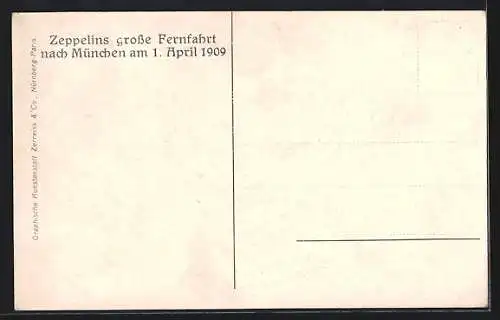 Zeppelins große Fernfahrt
nach München am 1. April 1909
Graphische Kunstanstalt Zerreiss & Co., Nürnberg-Paris